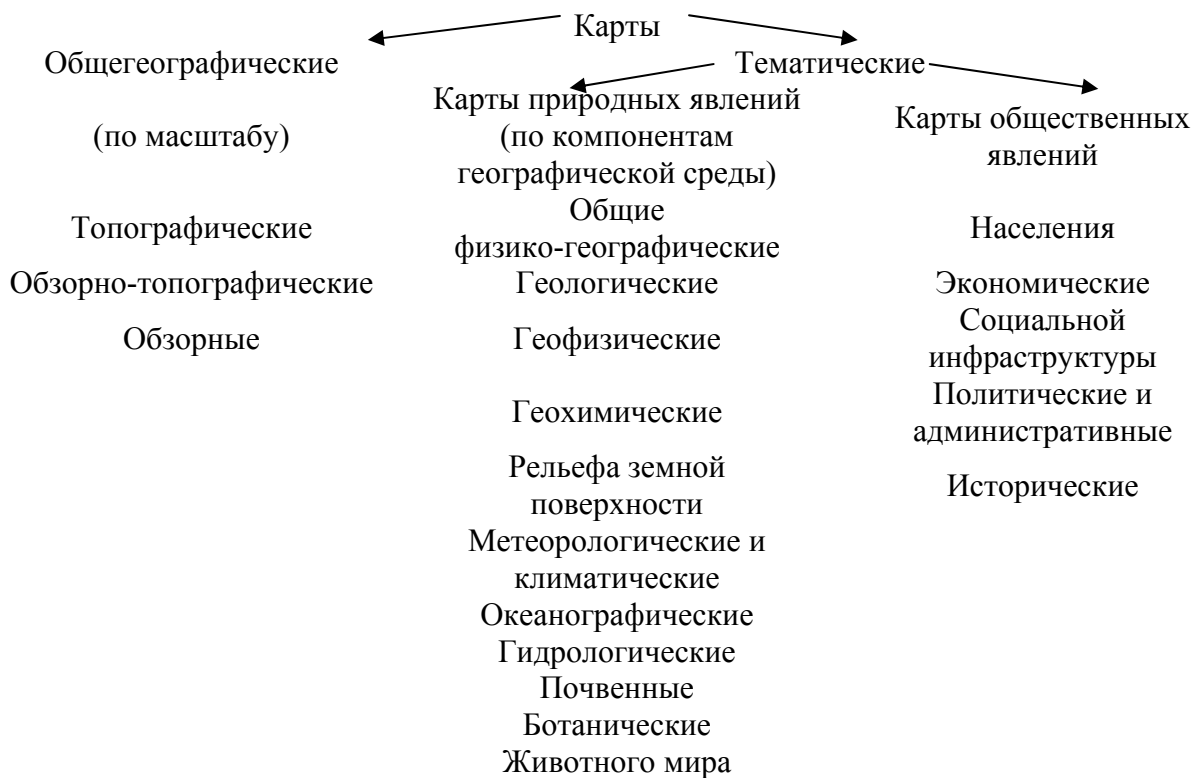 Карты
Общегеографические
Тематические
(по масштабу)
Карты природных явлений
(по компонентам
географической среды)
Карты общественных
явлений
Топографические
Общие
физико-географические
Населения
Обзорно-топографические
Геологические
Экономические
Обзорные
Геофизические
Социальной
инфраструктуры
Геохимические
Политические и
административные
Рельефа земной
поверхности
Исторические
Метеорологические и
климатические
Океанографические
Гидрологические
Почвенные
Ботанические
Животного мира